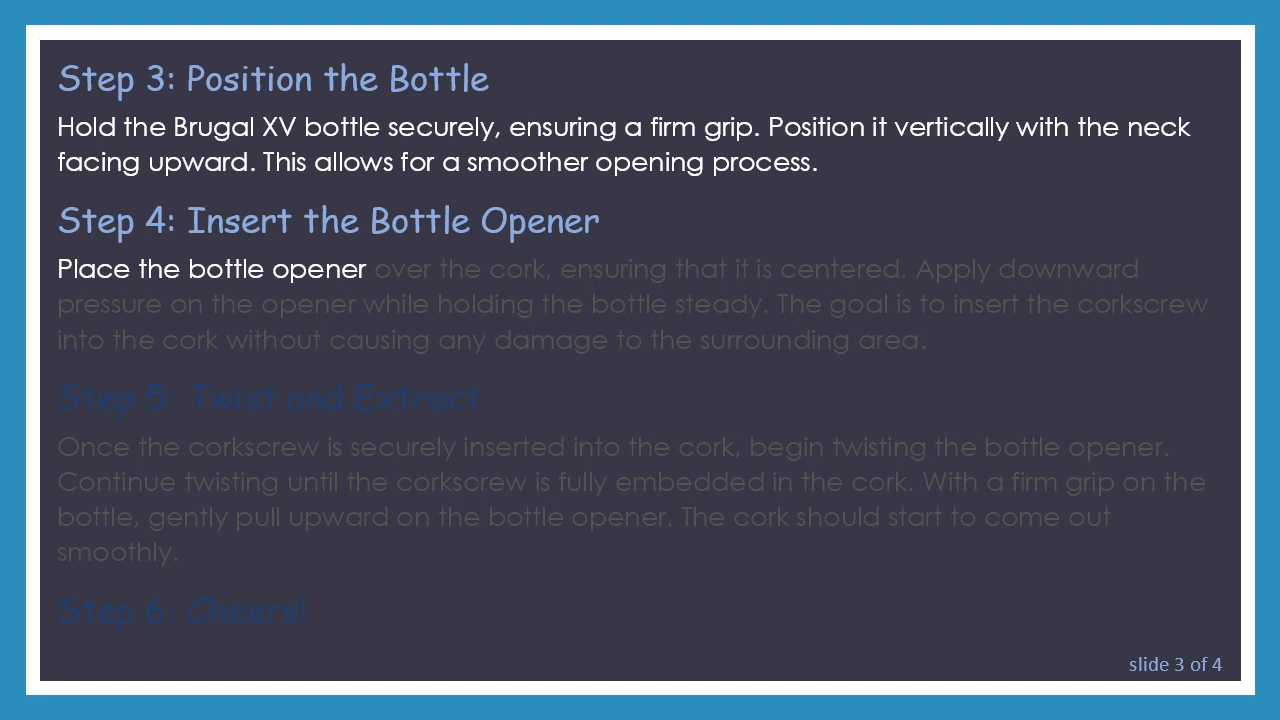 Step 3: Position the Bottle
Hold the Brugal XV bottle securely, ensuring a firm grip. Position it vertically with the neck
facing upward. This allows for a smoother opening process.
Step 4: Insert the Bottle Opener
Place the bottle opener over the cork, ensuring that it is centered. Apply downward
pressure on the opener while holding the bottle steady. The goal is to insert the corkscrew
into the cork without causing any damage to the surrounding area.
Step 5: Twist and Extract
Once the corkscrew is securely inserted into the cork, begin twisting the bottle opener.
Continue twisting until the corkscrew is fully embedded in the cork. With a firm grip on the
bottle, gently pull upward on the bottle opener. The cork should start to come out
smoothly.
Step 6: Cheers!
slide 3 of 4